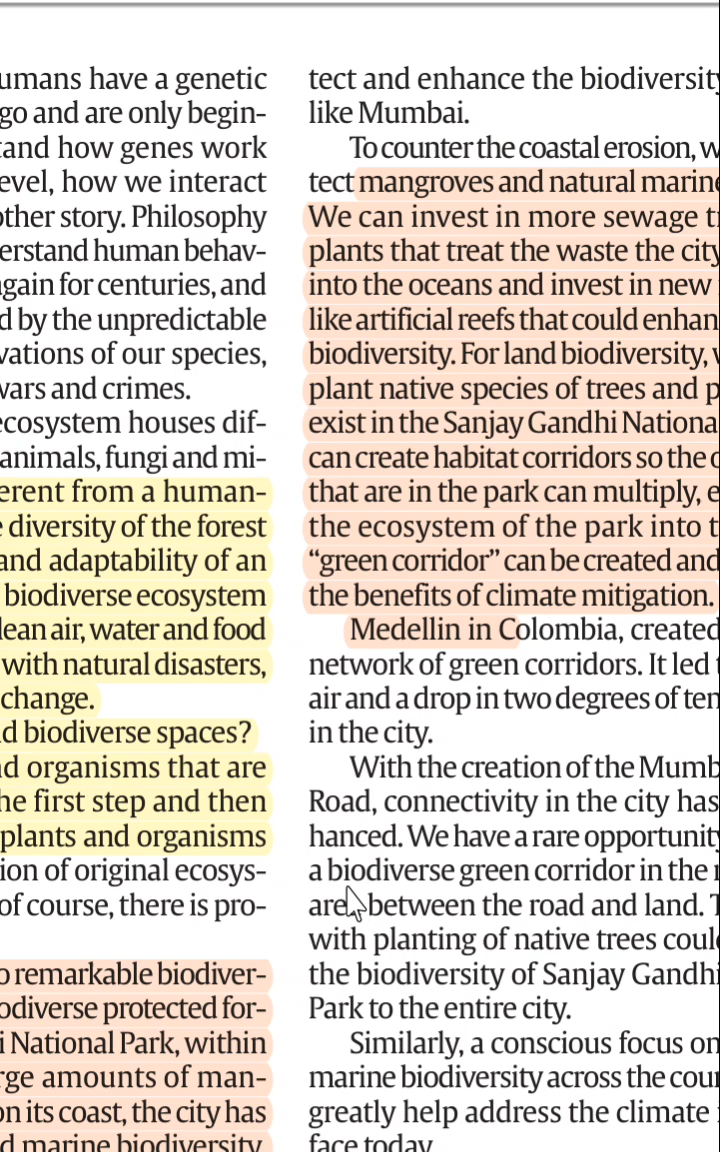 umans have a genetic
go and are only begin-
tand how genes work
evel, how we interact
other story. Philosophy
erstand human behav-
again for centuries, and
d by the unpredictable
vations of our species,
wars and crimes.
ecosystem houses dif-
animals, fungi and mi-
erent from a human-
e diversity of the forest
and adaptability of an
biodiverse ecosystem
lean air, water and food
with natural disasters,
change.
d biodiverse spaces?
nd organisms that are
he first step and then
plants and organisms
ion of original ecosys-
of course, there is pro-
o remarkable biodiver-
odiverse protected for-
i National Park, within
rge amounts of man-
on its coast, the city has
d marine biodiversity.
tect and enhance the biodiversity
like Mumbai.
To counter the coastal erosion, w
tect mangroves and natural marine
We can invest in more sewage tr
plants that treat the waste the city
into the oceans and invest in new
like artificial reefs that could enhan
biodiversity. For land biodiversity, w
plant native species of trees and p
exist in the Sanjay Gandhi Nationa
can create habitat corridors so the
that are in the park can multiply, e
the ecosystem of the park into t
“green corridor” can be created and
the benefits of climate mitigation.
Medellin in Colombia, created
network of green corridors. It led
air and a drop in two degrees of ten
in the city.
With the creation of the Mumb
Road, connectivity in the city has
hanced. We have a rare opportunity
a biodiverse green corridor in the
are between the road and land. T
with planting of native trees coul
the biodiversity of Sanjay Gandhi
Park to the entire city.
Similarly, a conscious focus on
marine biodiversity across the coun
greatly help address the climate
face today.